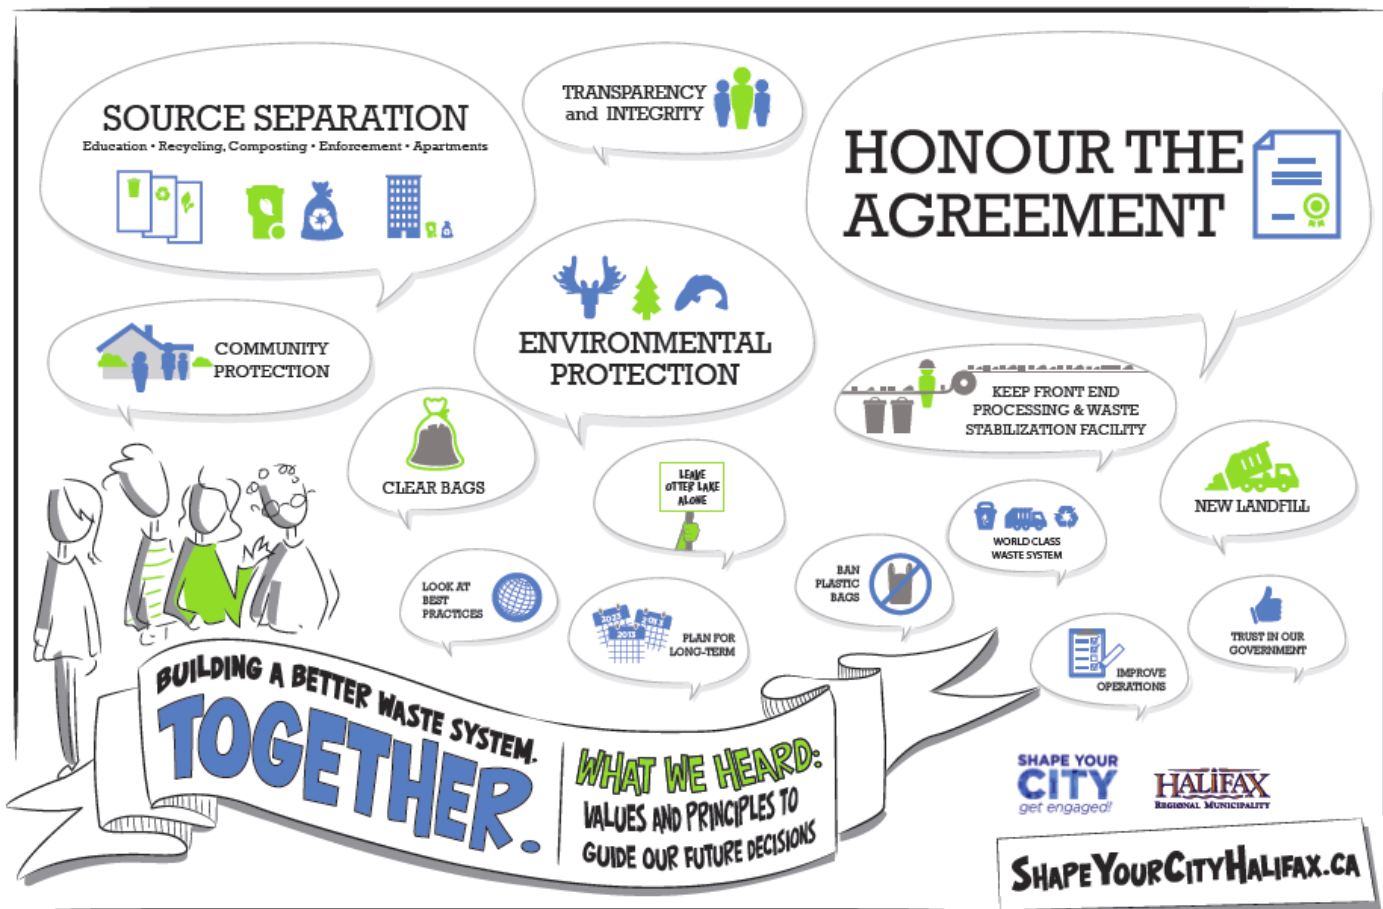 SOURCE SEPARATION
Education • Recycling, Composting • Enforcement • Apartments
TRANSPARENCY
and INTEGRITY
HONOUR THE
AGREEMENT
COMMUNITY
PROTECTION
ENVIRONMENTAL
PROTECTION
KEEP FRONT END
PROCESSING & WASTE
STABILIZATION FACILITY
CLEAR BAGS
LEAVE
OTTER LAKE
ALONE
NEW LANDFILL
WORLD CLASS
WASTE SYSTEM
LOOK AT
BEST
PRACTICES
2023
2033
2013
PLAN FOR
LONG-TERM
BAN
PLASTIC
BAGS
IMPROVE
OPERATIONS
TRUST IN OUR
GOVERNMENT
BUILDING A BETTER WASTE SYSTEM.
TOGETHER.
WHAT WE HEARD:
VALUES AND PRINCIPLES TO
GUIDE OUR FUTURE DECISIONS
SHAPE YOUR
CITY
get engaged!
HALIFAX
REGIONAL MUNICIPALITY
SHAPEYOURCITYHALIFAX.CA